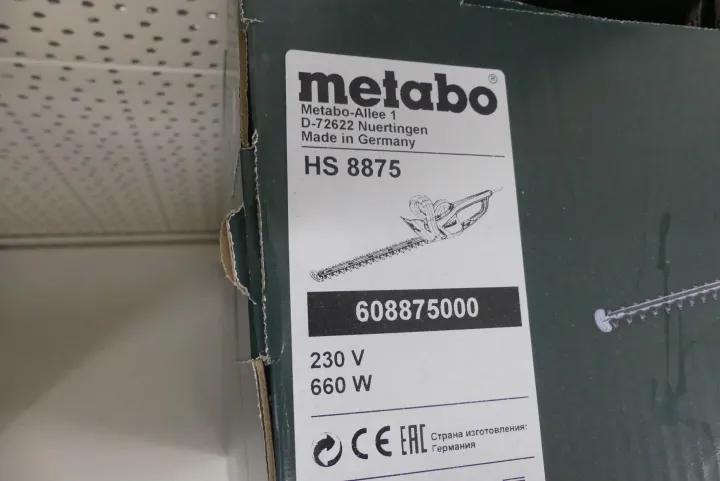 metabo®
Metabo-Allee 1
D-72622 Nuertingen
Made in Germany
HS 8875
608875000
230 V
660 W
CE EAC Страна изготовления:
Германия